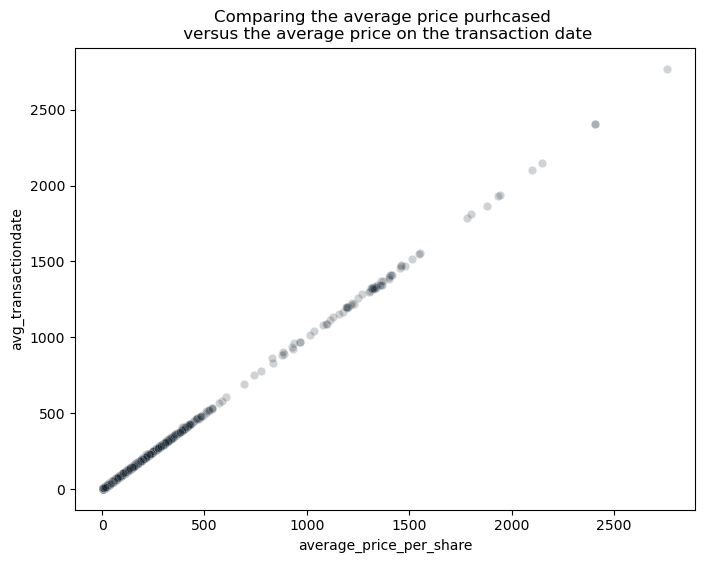 Comparing the average price purhcased
versus the average price on the transaction date
2500
2000
1500
1000
500
0
avg_transactiondate
0 500 1000 1500 2000 2500
average_price_per_share